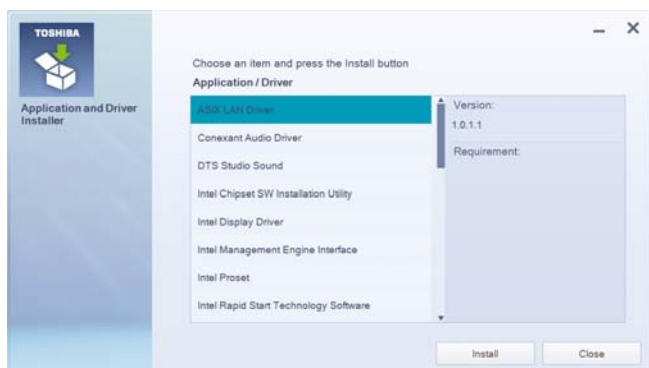 TOSHIBA
Application and Driver
Installer
Choose an item and press the Install button
Application / Driver
ASIX LAN Driver
Conexant Audio Driver
DTS Studio Sound
Intel Chipset SW Installation Utility
Intel Display Driver
Intel Management Engine Interface
Intel Proset
Intel Rapid Start Technology Software
Version:
1.0.1.1
Requirement:
Install
Close